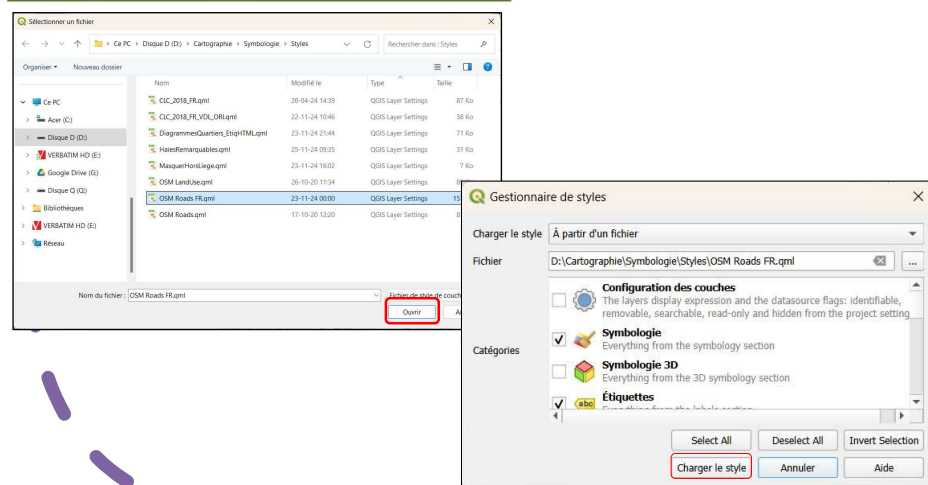 Sélectionner un fichier
Ce PC > Disque D (D:) > Cartographie > Symbologie > Styles
Rechercher dans : Styles
Organiser
Nouveau dossier
Nom
Modifié le
Type
Taille
Ce PC
Acer (C:)
Disque D (D:)
VERBATIM HD (E:)
Google Drive (G:)
Disque Q (Q:)
Bibliothèques
VERBATIM HD (E:)
Réseau
CLC_2018_FR.qml 26-04-24 14:39 QGIS Layer Settings 87 Ko
CLC_2018_FR_VDL_ORI.qml 22-11-24 10:46 QGIS Layer Settings 38 Ko
DiagrammesQuartiers_EtiqHTML.qml 23-11-24 21:44 QGIS Layer Settings 71 Ko
HaiesRemarquables.qml 25-11-24 09:35 QGIS Layer Settings 31 Ko
MasquerHorsLiege.qml 23-11-24 16:02 QGIS Layer Settings 7 Ko
OSM LandUse.qml 26-10-20 11:34 QGIS Layer Settings
OSM Roads FR.qml 23-11-24 00:00 QGIS Layer Settings
OSM Roads.qml 17-10-20 12:20 QGIS Layer Settings
Nom du fichier : OSM Roads FR.qml
Fichier de style de couch
Ouvrir
Gestionnaire de styles
Charger le style À partir d'un fichier
Fichier D:\Cartographie\Symbologie\Styles\OSM Roads FR.qml ...
Catégories
Configuration des couches
The layers display expression and the datasource flags: identifiable,
removable, searchable, read-only and hidden from the project setting
Symbologie
Everything from the symbology section
Symbologie 3D
Everything from the 3D symbology section
abc
Étiquettes
Select All
Deselect All
Invert Selection
Charger le style
Annuler
Aide